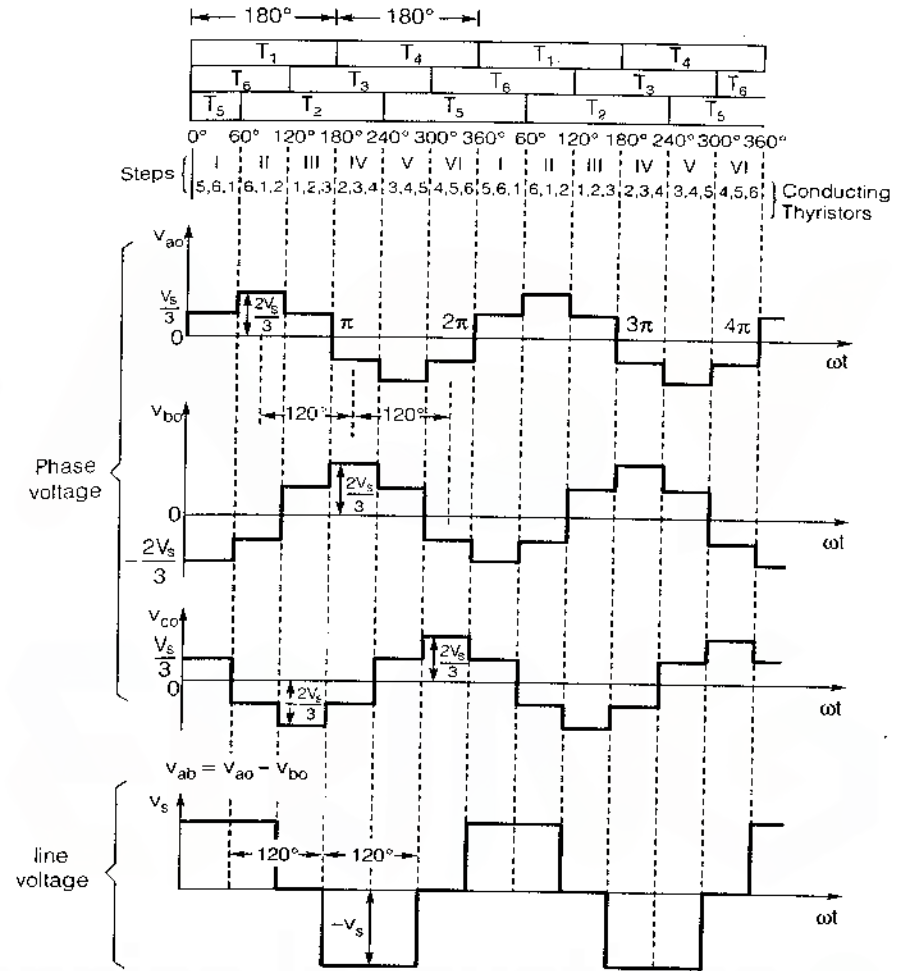 180° 180°
T1 T4 T1 T4
T6 T3 T6 T3 T6
T5 T2 T5 T2 T5
0° 60° 120° 180° 240° 300° 360° 60° 120° 180° 240° 300° 360°
Steps I II III IV V VI I II III IV V VI
5,6,1 6,1,2 1,2,3 2,3,4 3,4,5 4,5,6 5,6,1 6,1,2 1,2,3 2,3,4 3,4,5 4,5,6 Conducting
Thyristors
Vao
Vs/3 2Vs/3 π 2π 3π 4π
0
ωt
120° 120°
Vbo
Phase
voltage
2Vs/3
0
ωt
-2Vs/3
Vco
Vs/3 2Vs/3
0
-2Vs/3
ωt
Vab = Vao - Vbo
Vs
line
voltage
120° 120°
-Vs
ωt